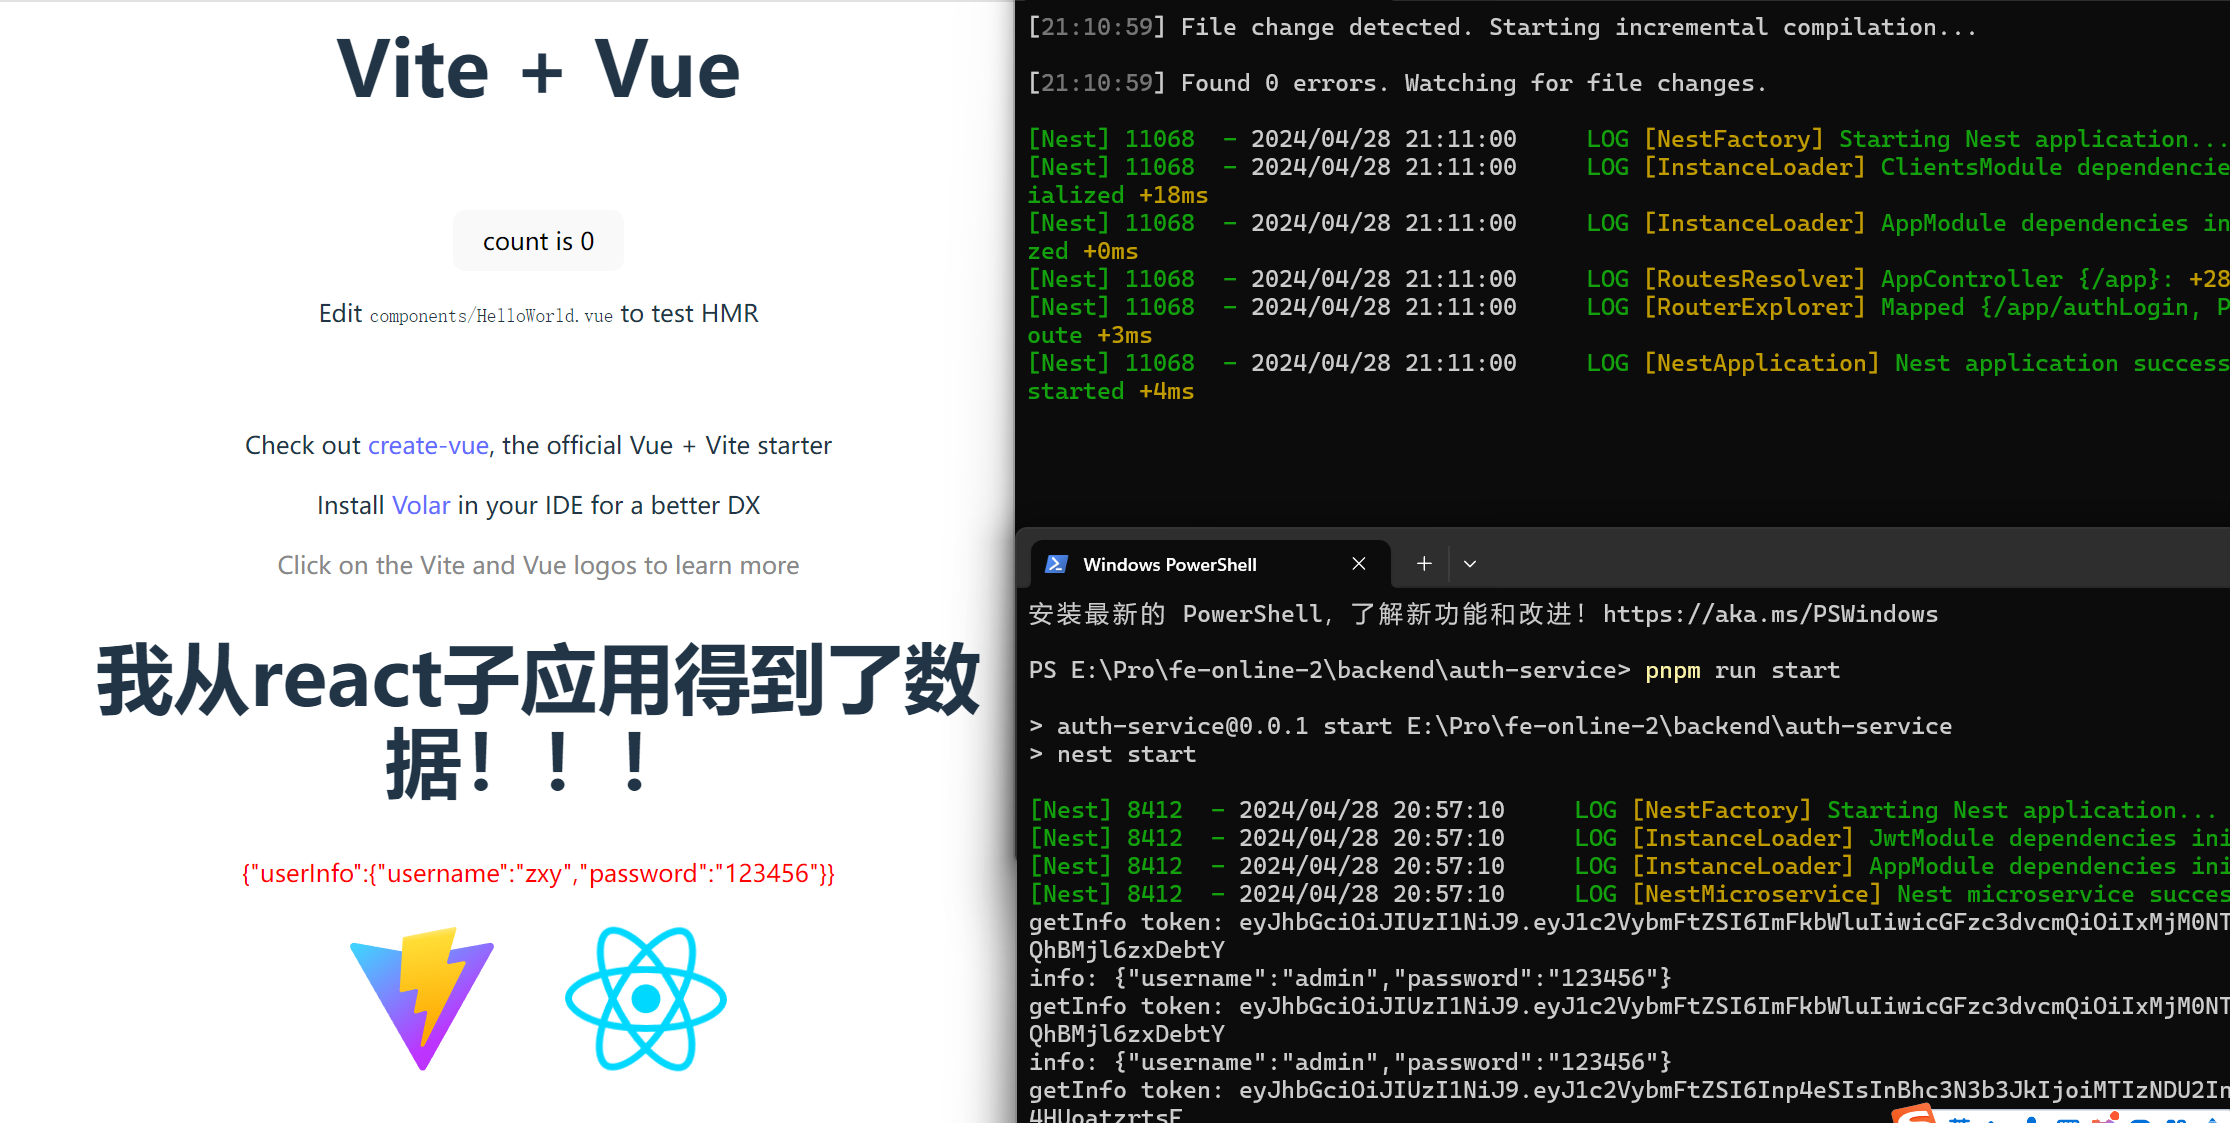 Vite + Vue
count is 0
Edit components/HelloWorld.vue to test HMR
Check out create-vue, the official Vue + Vite starter
Install Volar in your IDE for a better DX
Click on the Vite and Vue logos to learn more
我从react子应用得到了数
据！！！
{"userInfo":{"username":"zxy","password":"123456"}}
[21:10:59] File change detected. Starting incremental compilation...
[21:10:59] Found 0 errors. Watching for file changes.
[Nest] 11068  - 2024/04/28 21:11:00     LOG [NestFactory] Starting Nest application...
[Nest] 11068  - 2024/04/28 21:11:00     LOG [InstanceLoader] ClientsModule dependencie
ialized +18ms
[Nest] 11068  - 2024/04/28 21:11:00     LOG [InstanceLoader] AppModule dependencies in
zed +0ms
[Nest] 11068  - 2024/04/28 21:11:00     LOG [RoutesResolver] AppController {/app}: +28
[Nest] 11068  - 2024/04/28 21:11:00     LOG [RouterExplorer] Mapped {/app/authLogin, P
oute +3ms
[Nest] 11068  - 2024/04/28 21:11:00     LOG [NestApplication] Nest application success
started +4ms
Windows PowerShell
安装最新的 PowerShell，了解新功能和改进！https://aka.ms/PSWindows
PS E:\Pro\fe-online-2\backend\auth-service> pnpm run start
> auth-service@0.0.1 start E:\Pro\fe-online-2\backend\auth-service
> nest start
[Nest] 8412  - 2024/04/28 20:57:10     LOG [NestFactory] Starting Nest application...
[Nest] 8412  - 2024/04/28 20:57:10     LOG [InstanceLoader] JwtModule dependencies ini
[Nest] 8412  - 2024/04/28 20:57:10     LOG [InstanceLoader] AppModule dependencies ini
[Nest] 8412  - 2024/04/28 20:57:10     LOG [NestMicroservice] Nest microservice succes
getInfo token: eyJhbGciOiJIUzI1NiJ9.eyJ1c2VybmFtZSI6ImFkbWluIiwicGFzc3dvcmQiOiIxMjM0NT
QhBMjl6zxDebtY
info: {"username":"admin","password":"123456"}
getInfo token: eyJhbGciOiJIUzI1NiJ9.eyJ1c2VybmFtZSI6ImFkbWluIiwicGFzc3dvcmQiOiIxMjM0NT
QhBMjl6zxDebtY
info: {"username":"admin","password":"123456"}
getInfo token: eyJhbGciOiJIUzI1NiJ9.eyJ1c2VybmFtZSI6Inp4eSIsInBhc3N3b3JkIjoiMTIzNDU2In